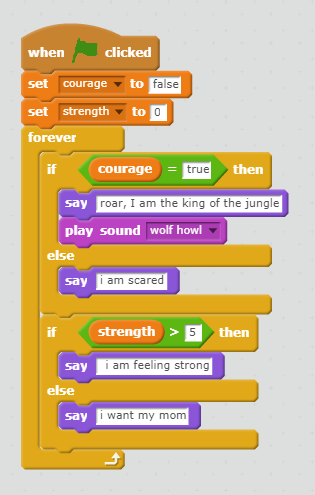 when clicked
set courage to false
set strength to 0
forever
if courage = true then
say roar, I am the king of the jungle
play sound wolf howl
else
say i am scared
if strength > 5 then
say i am feeling strong
else
say i want my mom